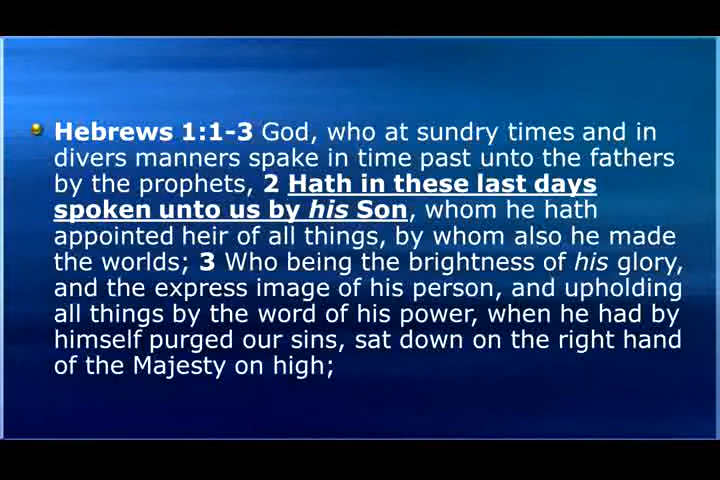 Hebrews 1:1-3 God, who at sundry times and in
divers manners spake in time past unto the fathers
by the prophets, 2 Hath in these last days
spoken unto us by his Son, whom he hath
appointed heir of all things, by whom also he made
the worlds; 3 Who being the brightness of his glory,
and the express image of his person, and upholding
all things by the word of his power, when he had by
himself purged our sins, sat down on the right hand
of the Majesty on high;